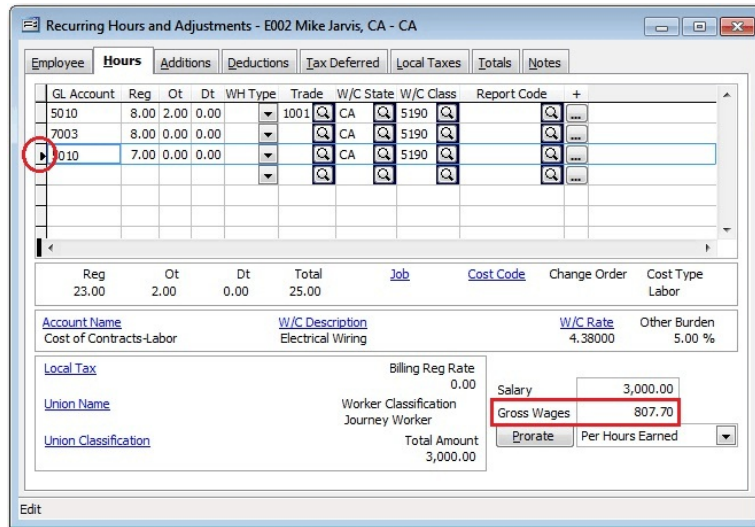 Recurring Hours and Adjustments - E002 Mike Jarvis, CA - CA
Employee Hours Additions Deductions Tax Deferred Local Taxes Totals Notes
GL Account Reg Ot Dt WH Type Trade W/C State W/C Class Report Code +
5010 8.00 2.00 0.00 1001 CA 5190 ...
7003 8.00 0.00 0.00 CA 5190 ...
5010 7.00 0.00 0.00 CA 5190 ...
...
Reg Ot Dt Total Job Cost Code Change Order Cost Type
23.00 2.00 0.00 25.00 Labor
Account Name W/C Description W/C Rate Other Burden
Cost of Contracts-Labor Electrical Wiring 4.38000 5.00 %
Local Tax Billing Reg Rate
0.00
Union Name Worker Classification
Journey Worker
Union Classification Total Amount
3,000.00
Salary 3,000.00
Gross Wages 807.70
Prorate Per Hours Earned
Edit